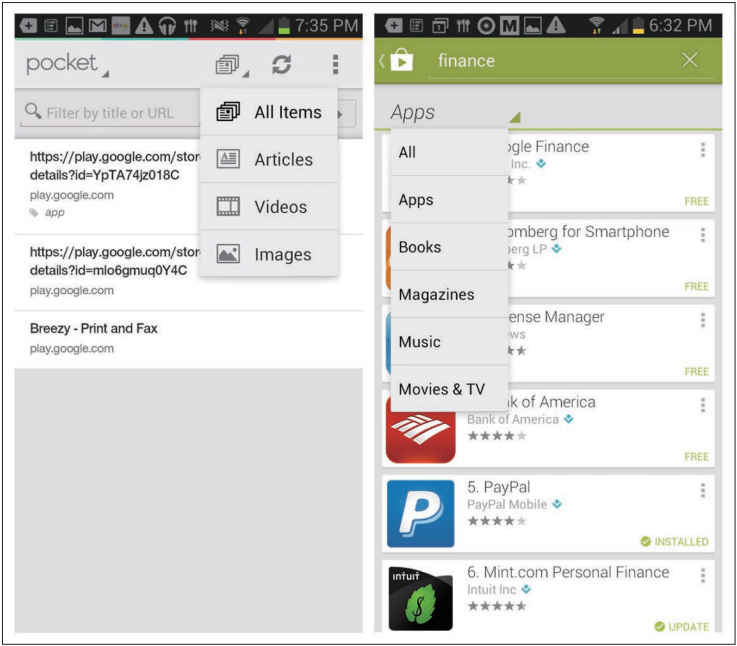 7:35 PM
pocket
Filter by title or URL
All Items
Articles
Videos
Images
https://play.google.com/stor
details?id=YpTA74jz018C
play.google.com
app
https://play.google.com/stor
details?id=mlo6gmuq0Y4C
play.google.com
Breezy - Print and Fax
play.google.com
6:32 PM
finance
Apps
All
Apps
Books
Magazines
Music
Movies & TV
ogle Finance
Inc.
FREE
omberg for Smartphone
berg LP
FREE
ense Manager
ews
FREE
k of America
Bank of America
FREE
5. PayPal
PayPal Mobile
INSTALLED
intuit
6. Mint.com Personal Finance
Intuit Inc
UPDATE